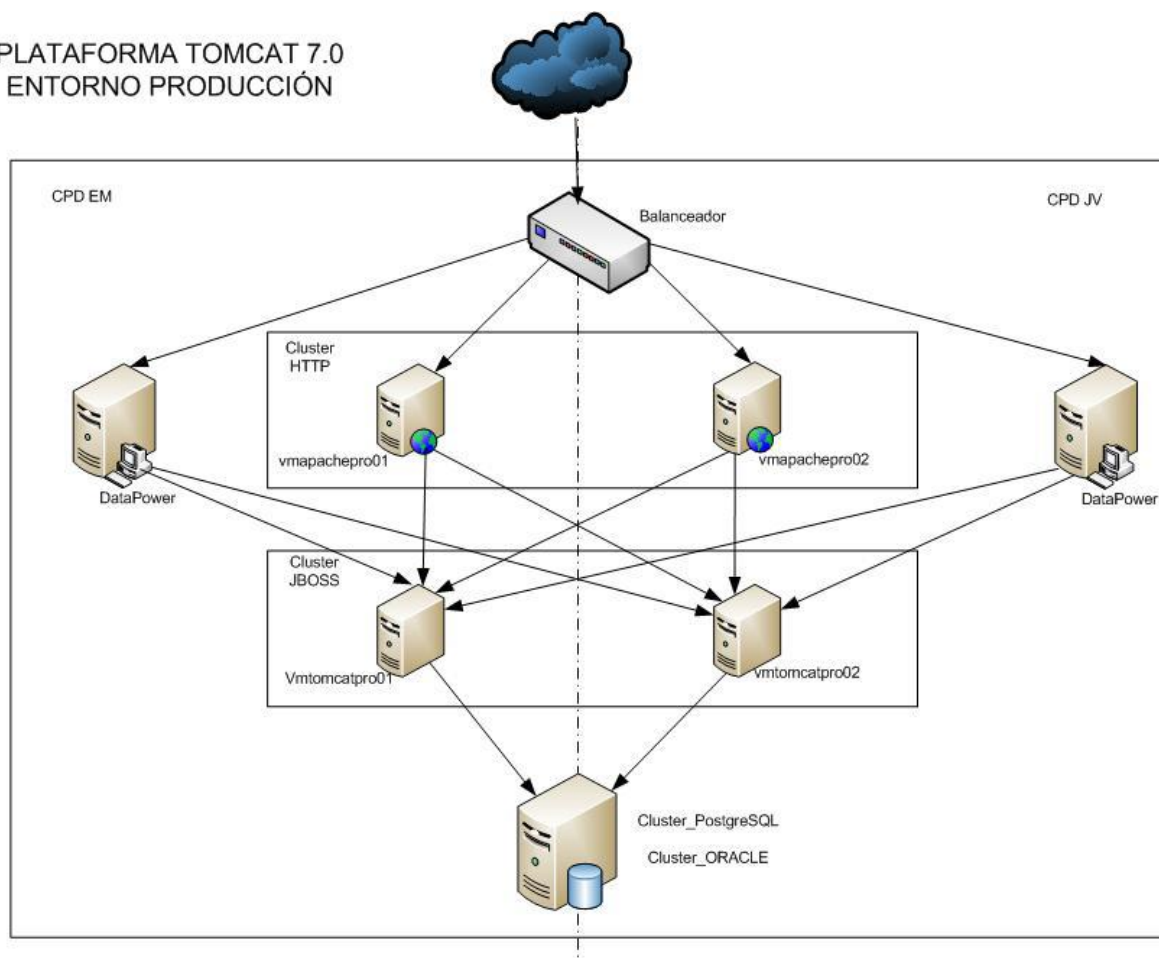 PLATAFORMA TOMCAT 7.0
ENTORNO PRODUCCIÓN
CPD EM
CPD JV
Balanceador
Cluster
HTTP
vmapachepro01
vmapachepro02
DataPower
DataPower
Cluster
JBOSS
Vmtomcatpro01
vmtomcatpro02
Cluster_PostgreSQL
Cluster_ORACLE